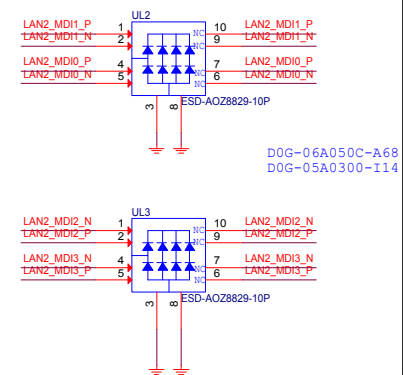 UL2
LAN2_MDI1_P 1 10 LAN2_MDI1_P
LAN2_MDI1_N 2 NC 9 LAN2_MDI1_N
LAN2_MDI0_P 4 7 LAN2_MDI0_P
LAN2_MDI0_N 5 NC 6 LAN2_MDI0_N
3 8 ESD-AOZ8829-10P
D0G-06A050C-A68
D0G-05A0300-I14
UL3
LAN2_MDI2_N 1 10 LAN2_MDI2_N
LAN2_MDI2_P 2 NC 9 LAN2_MDI2_P
LAN2_MDI3_N 4 NC 7 LAN2_MDI3_N
LAN2_MDI3_P 5 NC 6 LAN2_MDI3_P
3 8 ESD-AOZ8829-10P